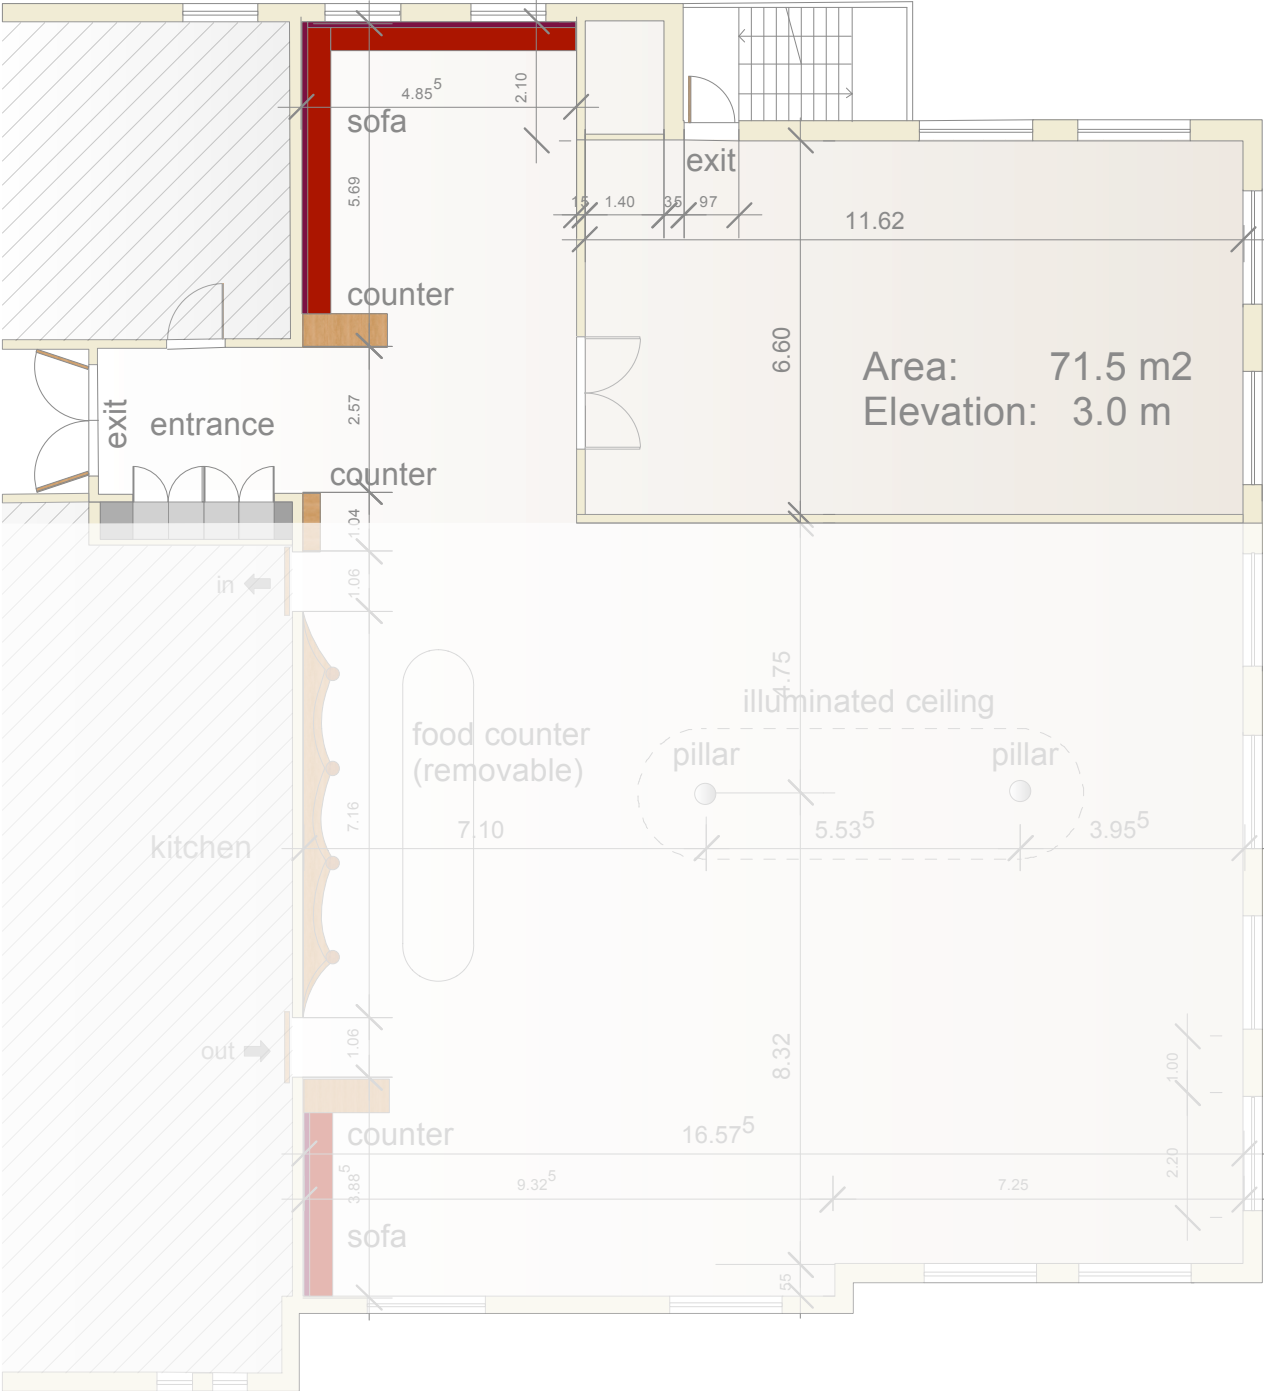 4.85⁵
2.10
sofa
5.69
exit
15
1.40
35
97
11.62
counter
6.60
Area: 71.5 m2
Elevation: 3.0 m
exit
entrance
2.57
counter
1.04
in
1.06
4.75
illuminated ceiling
food counter
(removable)
pillar
pillar
7.16
7.10
5.53⁵
3.95⁵
kitchen
out
1.06
8.32
1.00
counter
16.57⁵
3.88⁵
9.32⁵
7.25
2.20
sofa
55